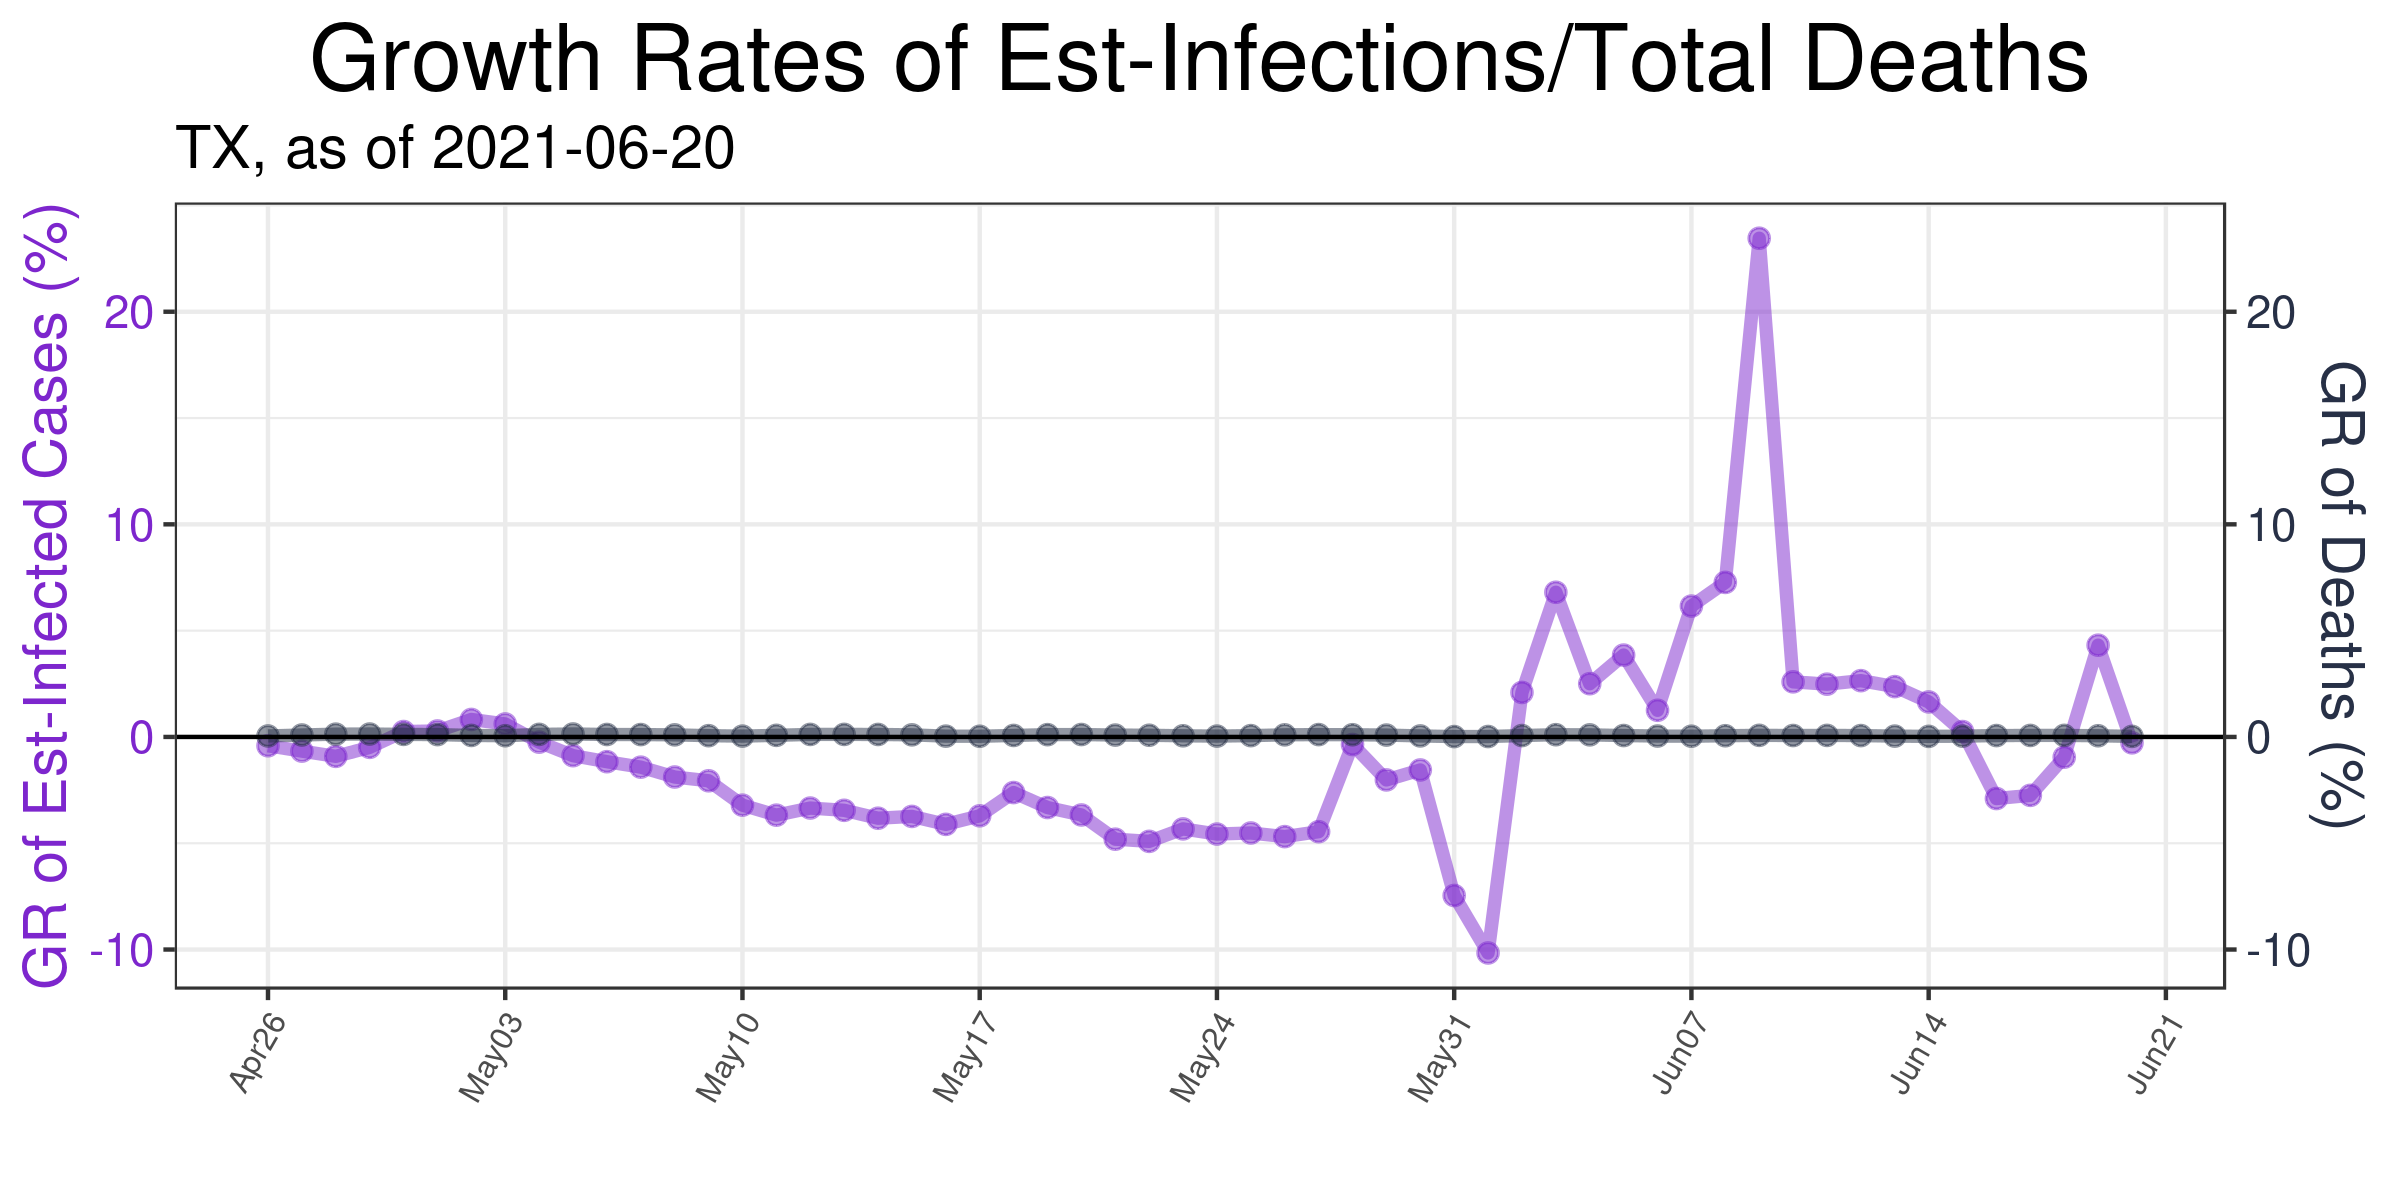 Growth Rates of Est-Infections/Total Deaths
TX, as of 2021-06-20
GR of Est-Infected Cases (%)
20
10
0
-10
20
10
0
-10
GR of Deaths (%)
Apr26
May03
May10
May17
May24
May31
Jun07
Jun14
Jun21